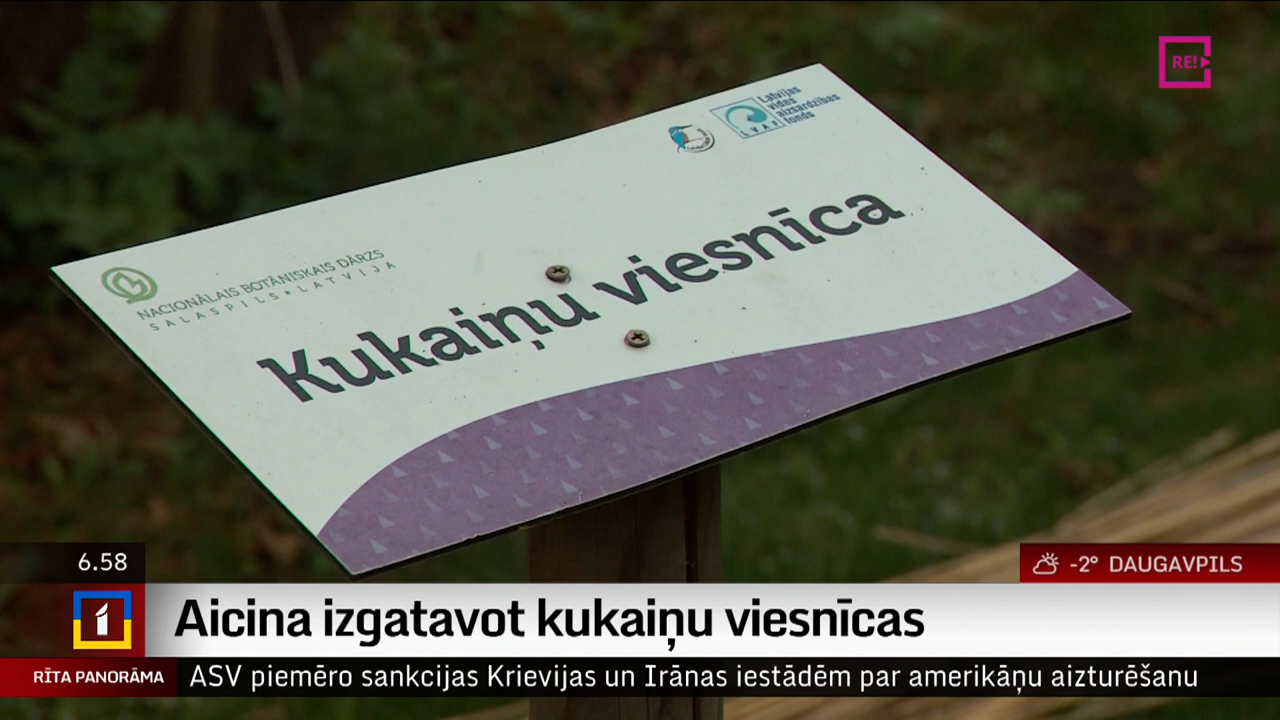 RE!
Latvijas
vides
aizsardzības
fonds
LVAF
NACIONĀLAIS BOTĀNISKAIS DĀRZS
SALASPILS•LATVIJA
Kukaiņu viesnīca
6.58
-2° DAUGAVPILS
1
Aicina izgatavot kukaiņu viesnīcas
RĪTA PANORĀMA
ASV piemēro sankcijas Krievijas un Irānas iestādēm par amerikāņu aizturēšanu